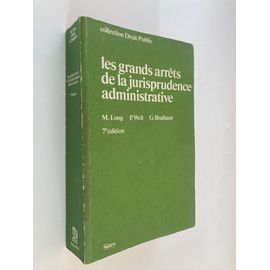 collection Droit Public
les grands arrêts
de la jurisprudence
administrative
M. Long P. Weil G. Braibant
7e édition
Sirey